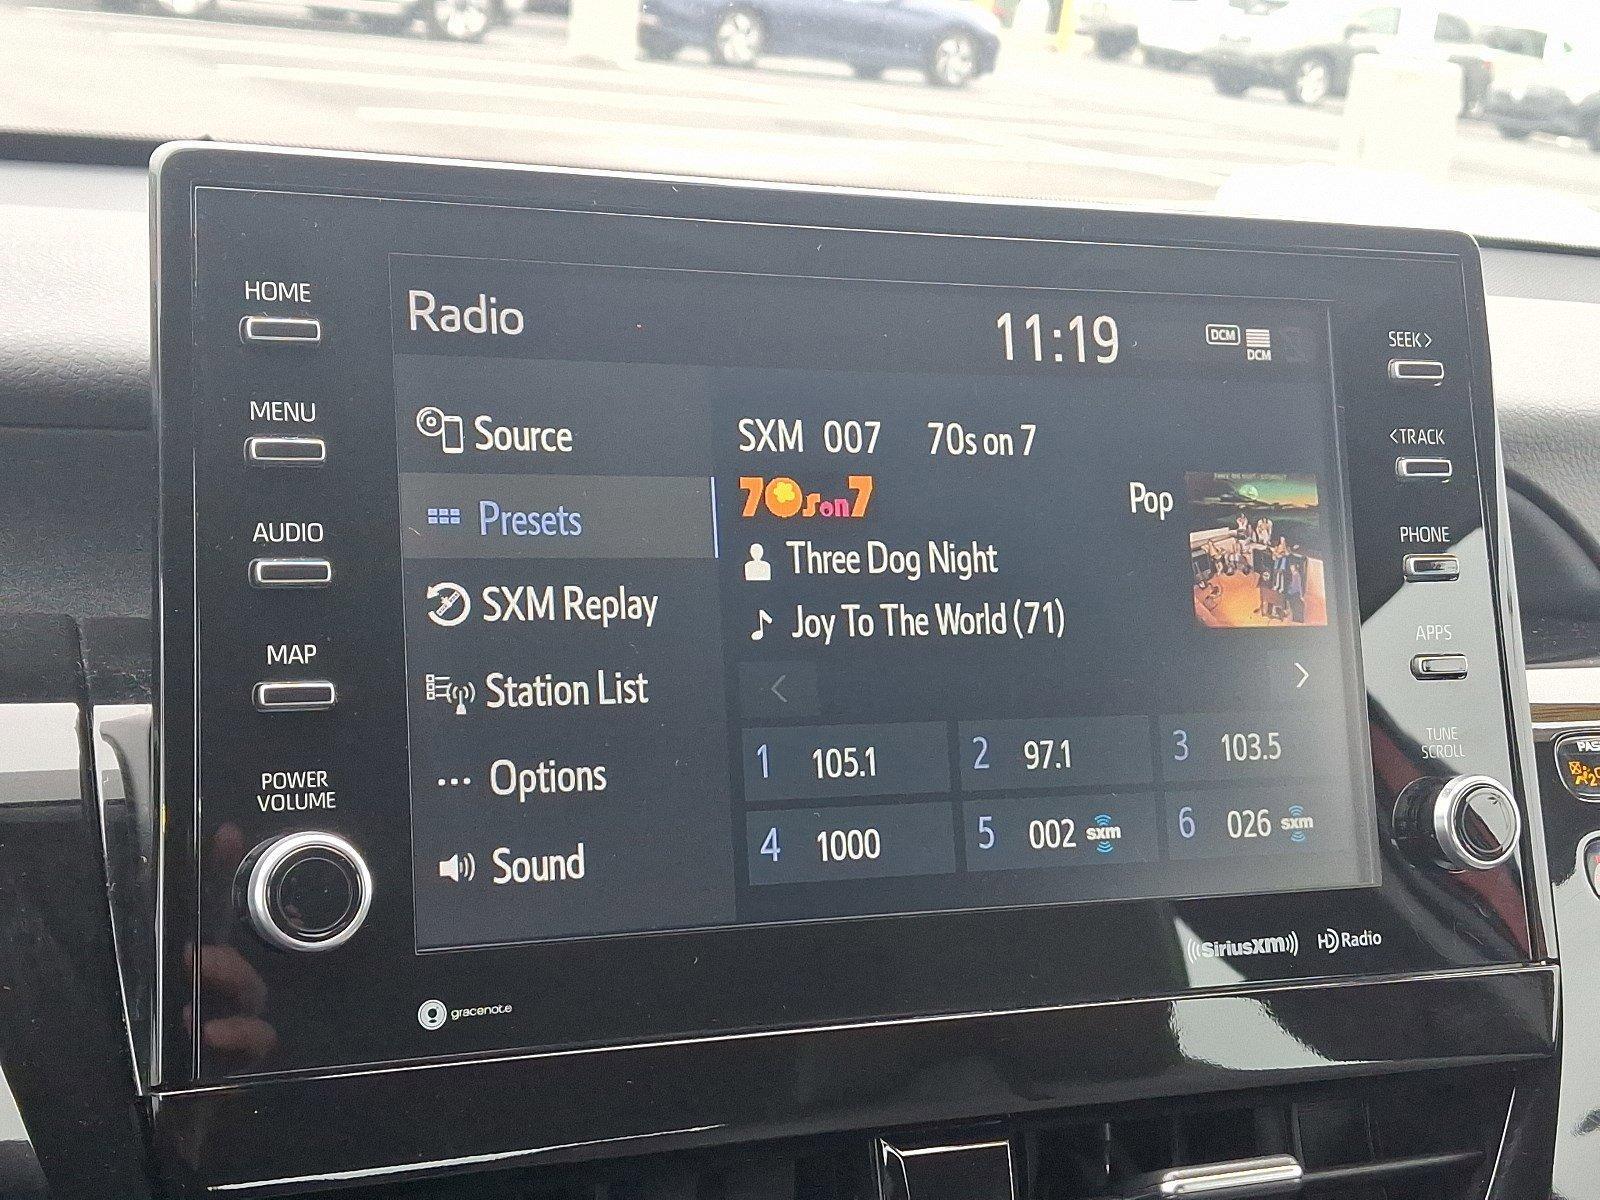 HOME
MENU
AUDIO
MAP
POWER
VOLUME
Radio
11:19
DCM
DCM
Source
Presets
SXM Replay
Station List
Options
Sound
SXM 007 70s on 7
70s on 7
Pop
Three Dog Night
Joy To The World (71)
1 105.1
2 97.1
3 103.5
4 1000
5 002 sxm
6 026 sxm
SEEK >
< TRACK
PHONE
APPS
TUNE
SCROLL
gracenote
((SiriusXM))
HD Radio